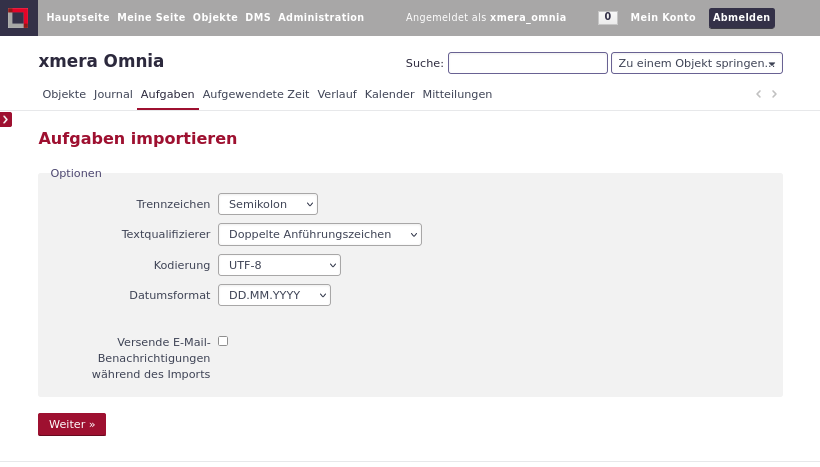 Hauptseite Meine Seite Objekte DMS Administration Angemeldet als xmera_omnia 0 Mein Konto Abmelden
xmera Omnia Suche: Zu einem Objekt springen...
Objekte Journal Aufgaben Aufgewendete Zeit Verlauf Kalender Mitteilungen
Aufgaben importieren
Optionen
Trennzeichen Semikolon
Textqualifizierer Doppelte Anführungszeichen
Kodierung UTF-8
Datumsformat DD.MM.YYYY
Versende E-Mail-
Benachrichtigungen
während des Imports
Weiter »